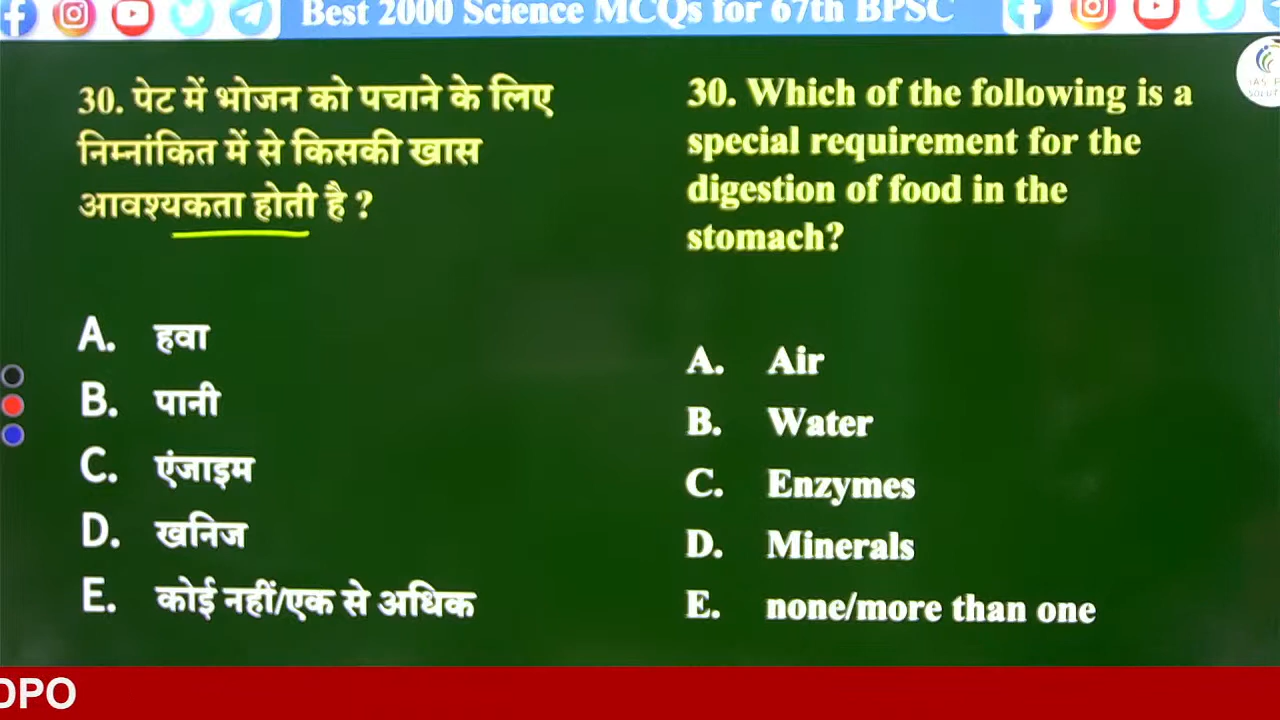 Best 2000 Science MCQs for 67th BPSC
30. पेट में भोजन को पचाने के लिए
निम्नांकित में से किसकी खास
आवश्यकता होती है ?
A. हवा
B. पानी
C. एंजाइम
D. खनिज
E. कोई नहीं/एक से अधिक
30. Which of the following is a
special requirement for the
digestion of food in the
stomach?
A. Air
B. Water
C. Enzymes
D. Minerals
E. none/more than one